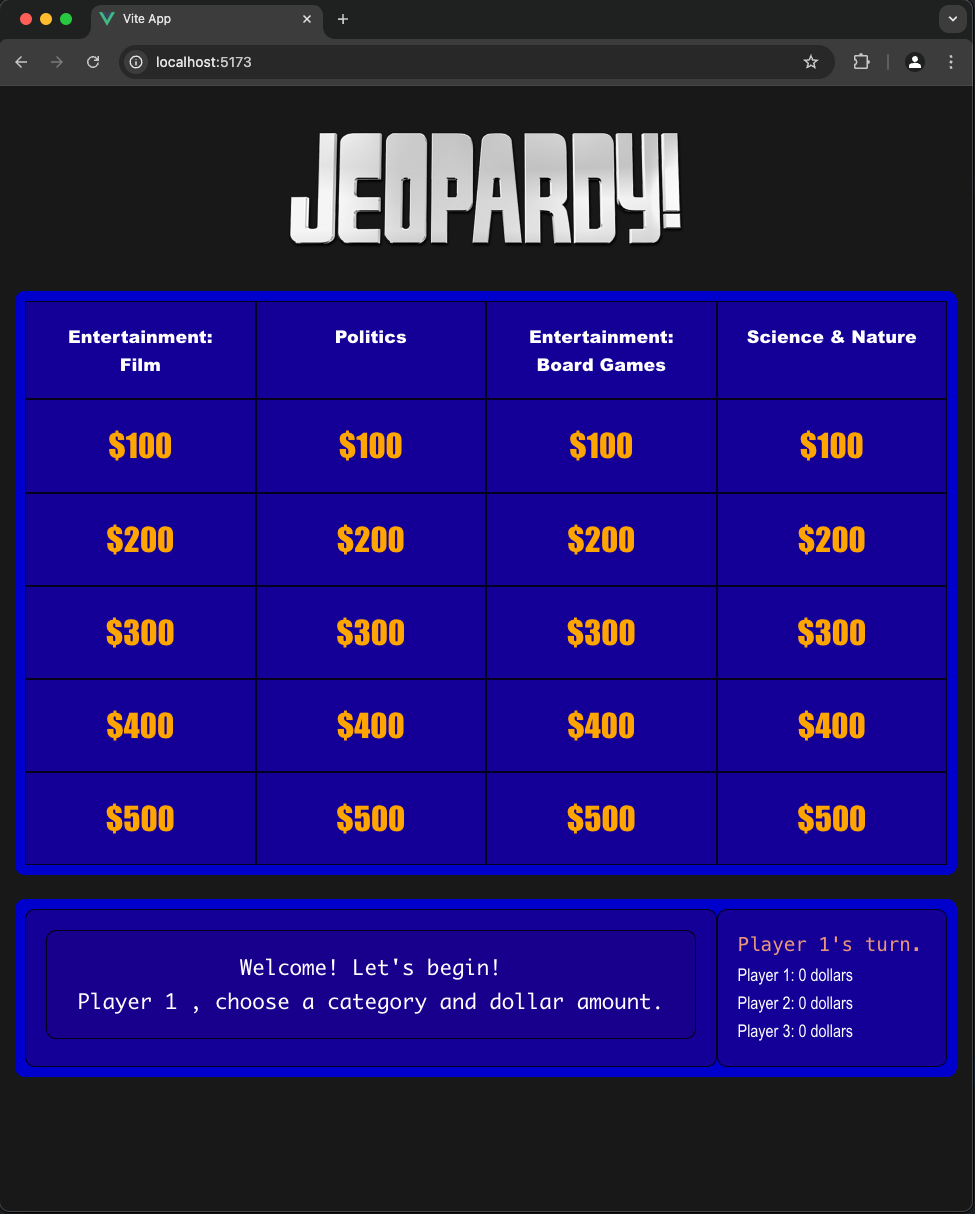 Vite App
localhost:5173
JEOPARDY!
Entertainment:
Film
Politics
Entertainment:
Board Games
Science & Nature
$100 $100 $100 $100
$200 $200 $200 $200
$300 $300 $300 $300
$400 $400 $400 $400
$500 $500 $500 $500
Welcome! Let's begin!
Player 1 , choose a category and dollar amount.
Player 1's turn.
Player 1: 0 dollars
Player 2: 0 dollars
Player 3: 0 dollars